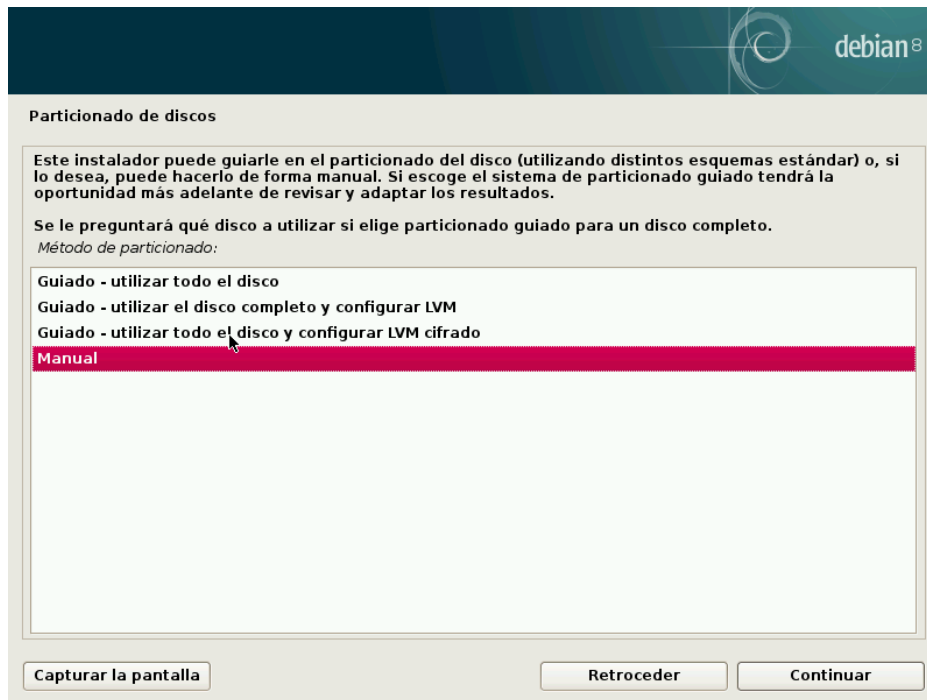 debian 8
Particionado de discos
Este instalador puede guiarle en el particionado del disco (utilizando distintos esquemas estándar) o, si
lo desea, puede hacerlo de forma manual. Si escoge el sistema de particionado guiado tendrá la
oportunidad más adelante de revisar y adaptar los resultados.
Se le preguntará qué disco a utilizar si elige particionado guiado para un disco completo.
Método de particionado:
Guiado - utilizar todo el disco
Guiado - utilizar el disco completo y configurar LVM
Guiado - utilizar todo el disco y configurar LVM cifrado
Manual
Capturar la pantalla
Retroceder
Continuar